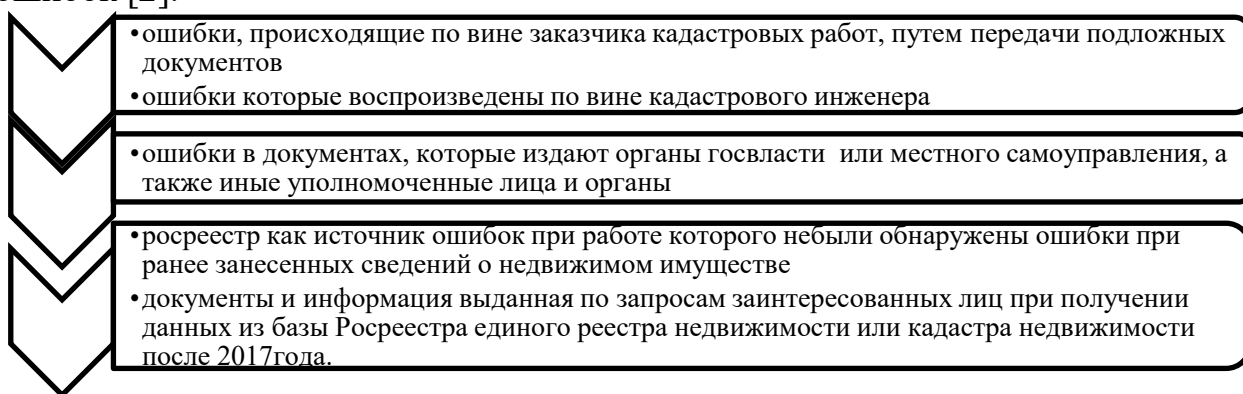 •ошибки, происходящие по вине заказчика кадастровых работ, путем передачи подложных
документов
•ошибки которые воспроизведены по вине кадастрового инженера
•ошибки в документах, которые издают органы госвласти или местного самоуправления, а
также иные уполномоченные лица и органы
•росреестр как источник ошибок при работе которого небыли обнаружены ошибки при
ранее занесенных сведений о недвижимом имуществе
•документы и информация выданная по запросам заинтересованных лиц при получении
данных из базы Росреестра единого реестра недвижимости или кадастра недвижимости
после 2017года.